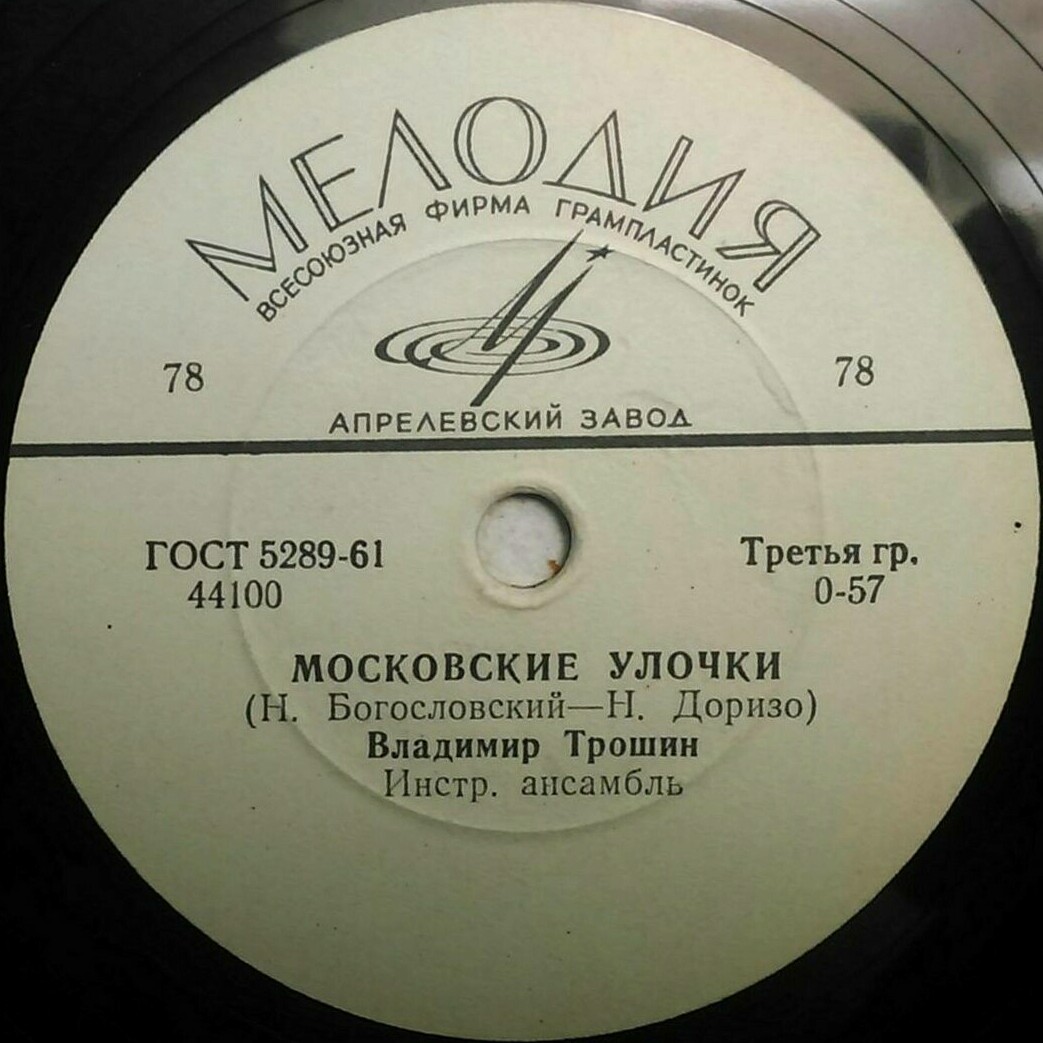 МЕЛОДИЯ
ВСЕСОЮЗНАЯ ФИРМА ГРАМПЛАСТИНОК
78
78
АПРЕЛЕВСКИЙ ЗАВОД
ГОСТ 5289-61
44100
Третья гр.
0-57
МОСКОВСКИЕ УЛОЧКИ
(Н. Богословский—Н. Доризо)
Владимир Трошин
Инстр. ансамбль